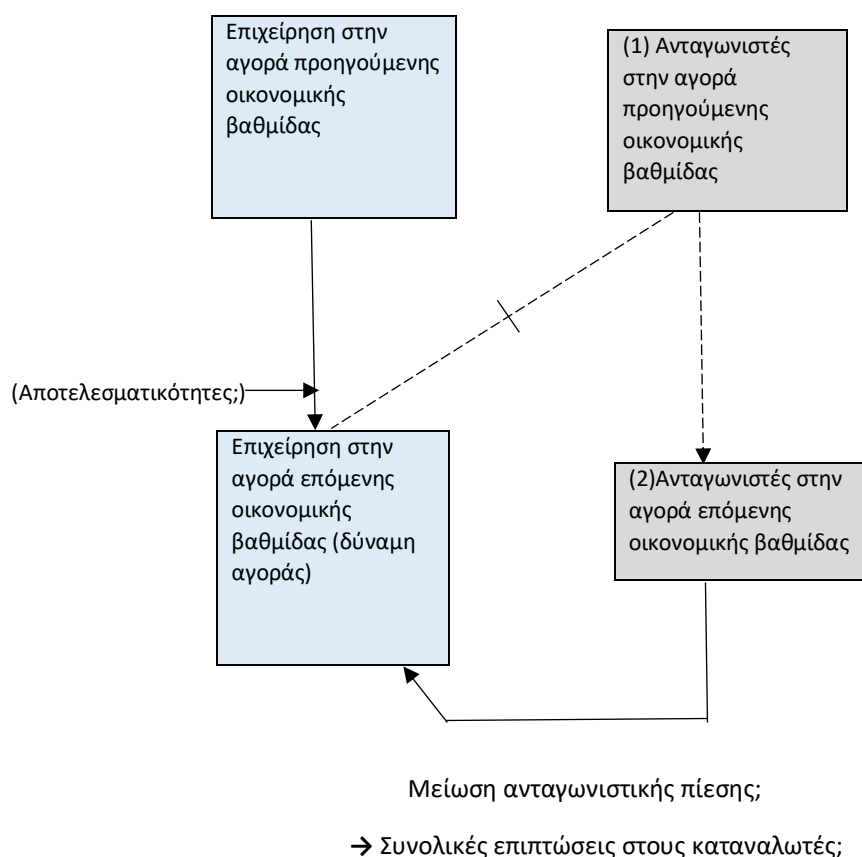 Επιχείρηση στην
αγορά προηγούμενης
οικονομικής
βαθμίδας
(1) Ανταγωνιστές
στην αγορά
προηγούμενης
οικονομικής
βαθμίδας
(Αποτελεσματικότητες;)
Επιχείρηση στην
αγορά επόμενης
οικονομικής
βαθμίδας (δύναμη
αγοράς)
(2)Ανταγωνιστές στην
αγορά επόμενης
οικονομικής βαθμίδας
Μείωση ανταγωνιστικής πίεσης;
→ Συνολικές επιπτώσεις στους καταναλωτές;